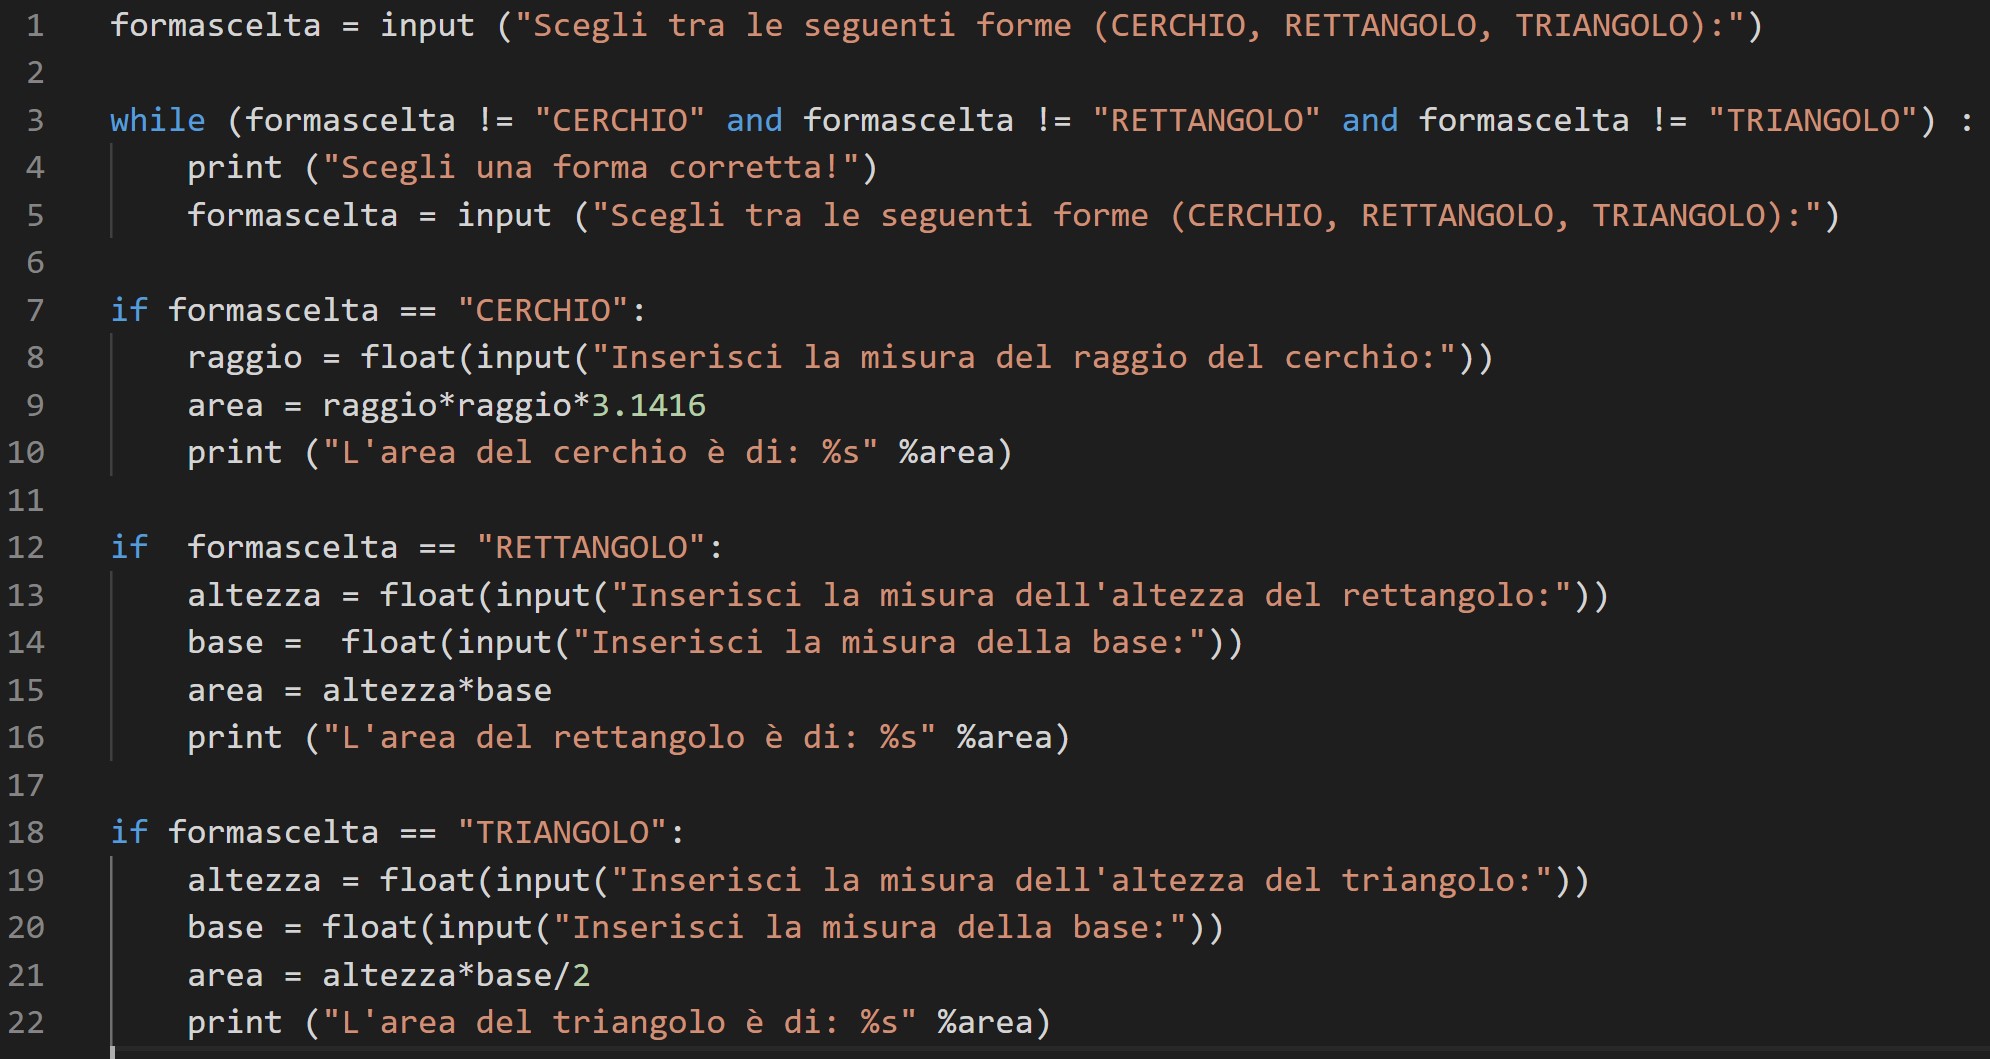 1 formascelta = input ("Scegli tra le seguenti forme (CERCHIO, RETTANGOLO, TRIANGOLO):")
2
3 while (formascelta != "CERCHIO" and formascelta != "RETTANGOLO" and formascelta != "TRIANGOLO") :
4     print ("Scegli una forma corretta!")
5     formascelta = input ("Scegli tra le seguenti forme (CERCHIO, RETTANGOLO, TRIANGOLO):")
6
7 if formascelta == "CERCHIO":
8     raggio = float(input("Inserisci la misura del raggio del cerchio:"))
9     area = raggio*raggio*3.1416
10     print ("L'area del cerchio è di: %s" %area)
11
12 if  formascelta == "RETTANGOLO":
13     altezza = float(input("Inserisci la misura dell'altezza del rettangolo:"))
14     base =  float(input("Inserisci la misura della base:"))
15     area = altezza*base
16     print ("L'area del rettangolo è di: %s" %area)
17
18 if formascelta == "TRIANGOLO":
19     altezza = float(input("Inserisci la misura dell'altezza del triangolo:"))
20     base = float(input("Inserisci la misura della base:"))
21     area = altezza*base/2
22     print ("L'area del triangolo è di: %s" %area)